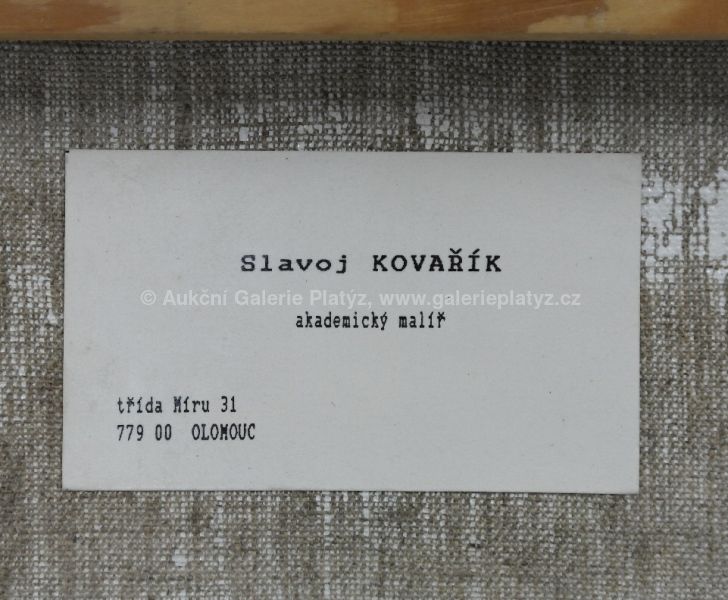 Slavoj KOVAŘÍK
© Aukční Galerie Platýz, www.galerieplatyz.cz
akademický malíř
třída Míru 31
779 00 OLOMOUC